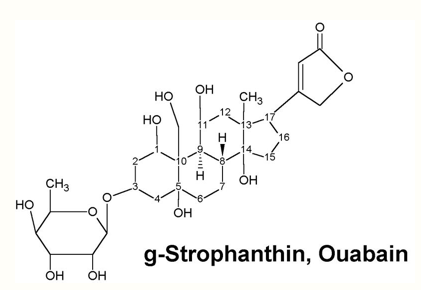 O
O
HO
OH
CH₃
HO
12
11
13
17
16
1
2
9
H
14
15
10
8
3
5
H
7
OH
4
6
CH₃
O
OH
HO
O
OH
OH
g-Strophanthin, Ouabain